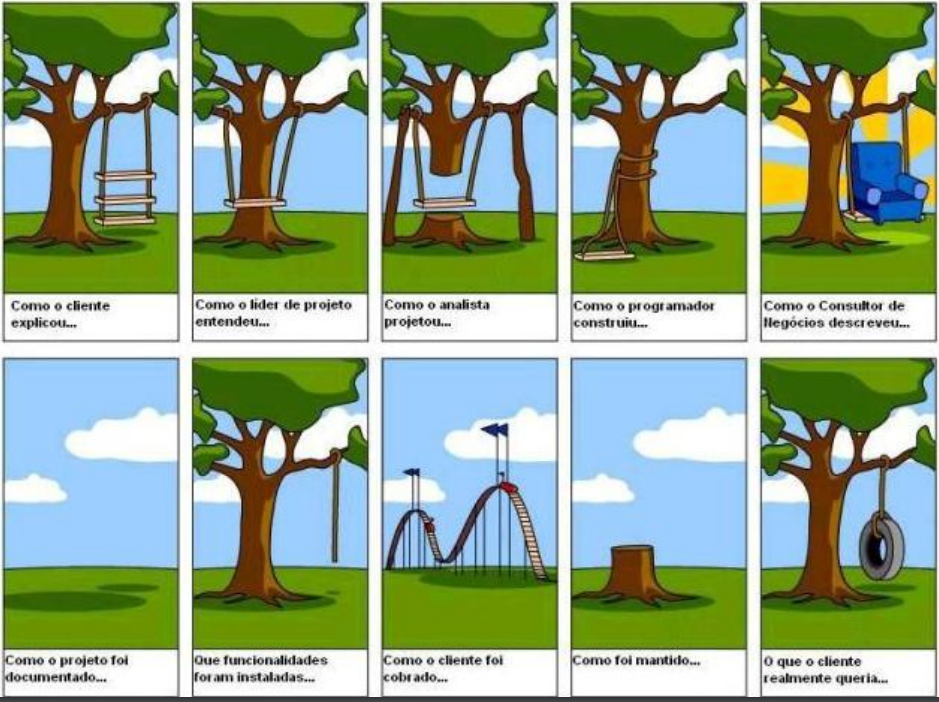 Como o cliente
explicou...
Como o lider de projeto
entendeu...
Como o analista
projetou...
Como o programador
construiu...
Como o Consultor de
Negócios descreveu...
Como o projeto foi
documentado...
Que funcionalidades
foram instaladas...
Como o cliente foi
cobrado...
Como foi mantido...
O que o cliente
realmente queria...